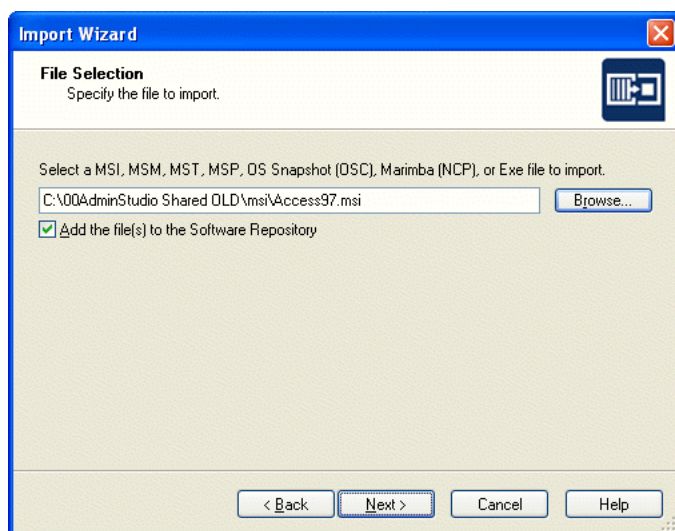 Import Wizard
File Selection
Specify the file to import.
Select a MSI, MSM, MST, MSP, OS Snapshot (OSC), Marimba (NCP), or Exe file to import.
C:\00AdminStudio Shared OLD\msi\Access97.msi
Browse...
Add the file(s) to the Software Repository
< Back
Next >
Cancel
Help